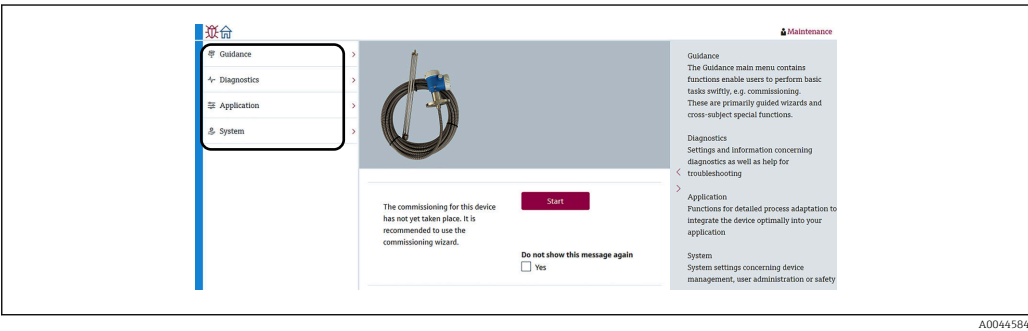 Maintenance
Guidance
Diagnostics
Application
System
The commissioning for this device
has not yet taken place. It is
recommended to use the
commissioning wizard.
Start
Do not show this message again
Yes
Guidance
The Guidance main menu contains
functions enable users to perform basic
tasks swiftly, e.g. commissioning.
These are primarily guided wizards and
cross-subject special functions.
Diagnostics
Settings and information concerning
diagnostics as well as help for
troubleshooting
Application
Functions for detailed process adaptation to
integrate the device optimally into your
application
System
System settings concerning device
management, user administration or safety
A0044584